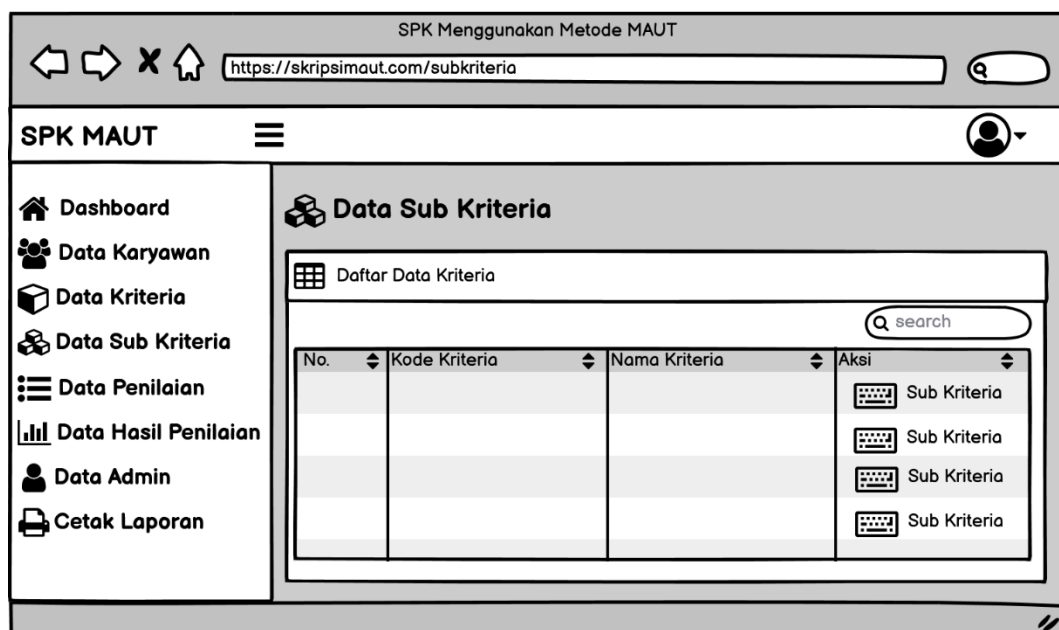 SPK Menggunakan Metode MAUT
https://skripsimaut.com/subkriteria
SPK MAUT
Dashboard
Data Karyawan
Data Kriteria
Data Sub Kriteria
Data Penilaian
Data Hasil Penilaian
Data Admin
Cetak Laporan
Data Sub Kriteria
Daftar Data Kriteria
search
No. Kode Kriteria Nama Kriteria Aksi
Sub Kriteria
Sub Kriteria
Sub Kriteria
Sub Kriteria